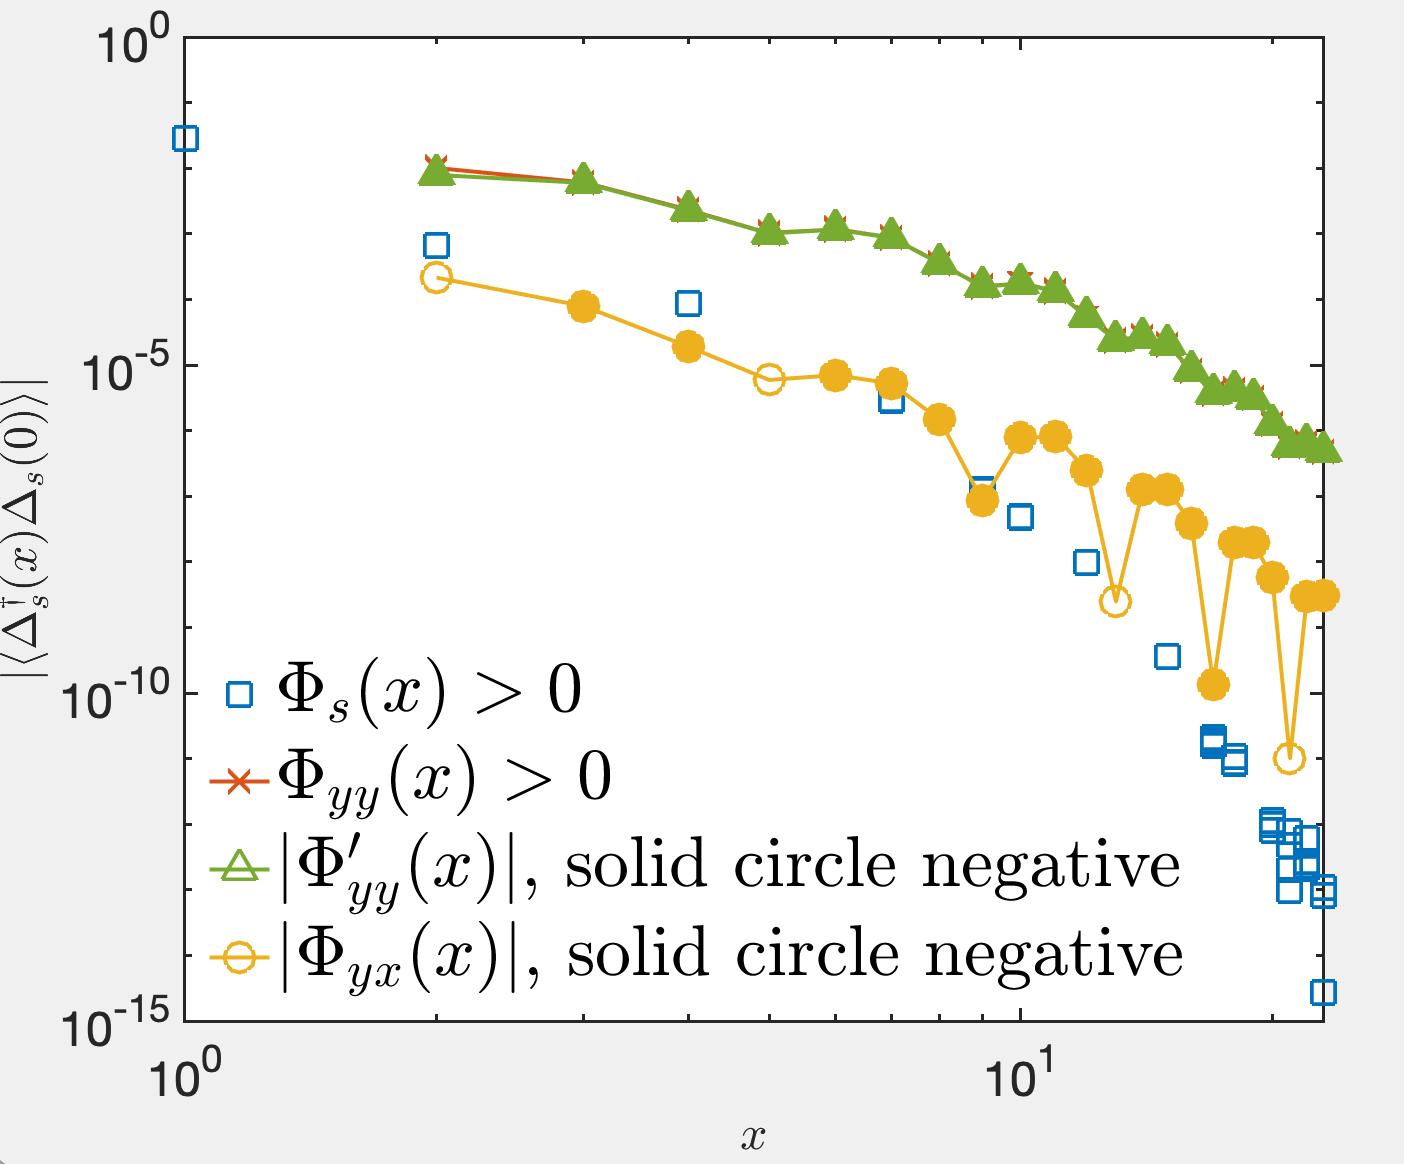 10^0
10^-5
10^-10
10^-15
|⟨Δ_s^†(x)Δ_s(0)⟩|
Φ_s(x) > 0
Φ_yy(x) > 0
|Φ′_yy(x)|, solid circle negative
|Φ_yx(x)|, solid circle negative
10^0 10^1
x